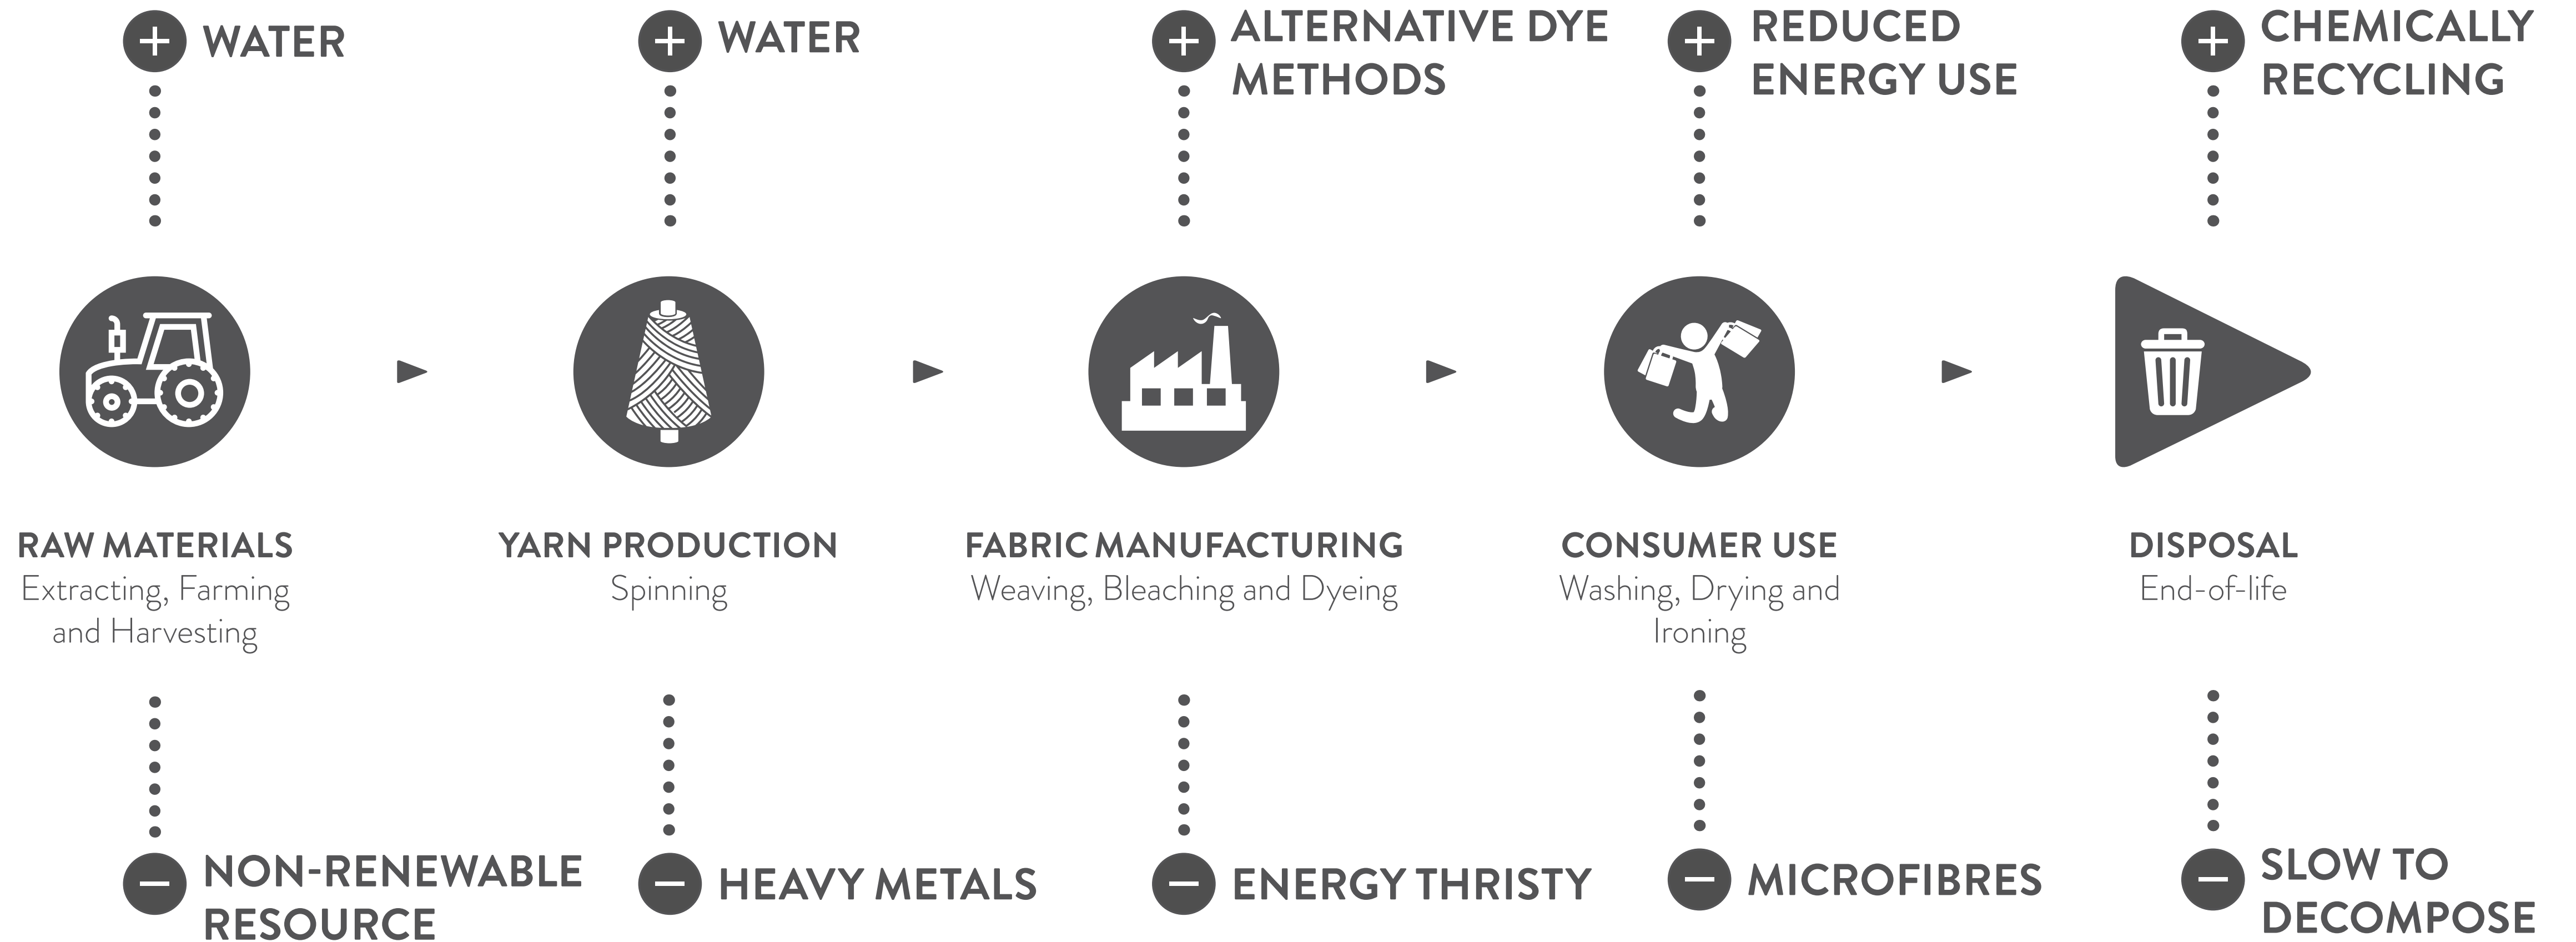 WATER
WATER
ALTERNATIVE DYE
METHODS
REDUCED
ENERGY USE
CHEMICALLY
RECYCLING
RAW MATERIALS
Extracting, Farming
and Harvesting
YARN PRODUCTION
Spinning
FABRIC MANUFACTURING
Weaving, Bleaching and Dyeing
CONSUMER USE
Washing, Drying and
Ironing
DISPOSAL
End-of-life
NON-RENEWABLE
RESOURCE
HEAVY METALS
ENERGY THRISTY
MICROFIBRES
SLOW TO
DECOMPOSE